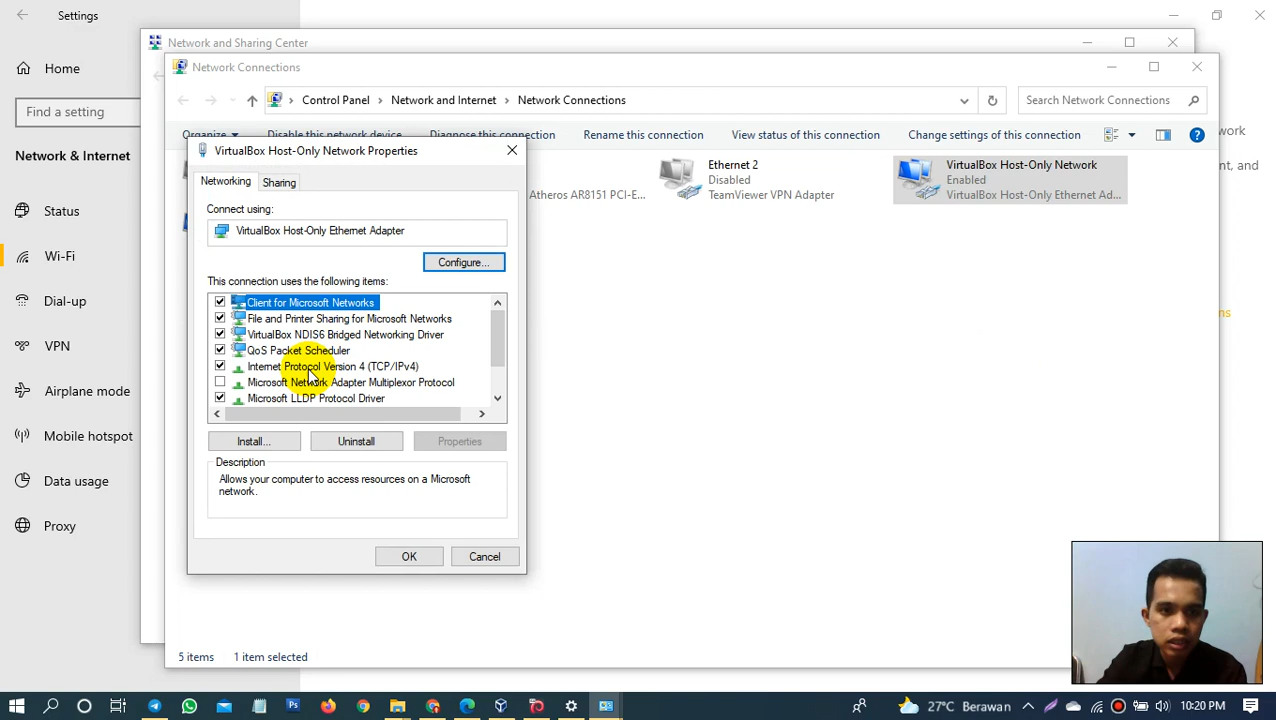 Settings
Home
Find a setting
Network & Internet
Status
Wi-Fi
Dial-up
VPN
Airplane mode
Mobile hotspot
Data usage
Proxy
Network and Sharing Center
Network Connections
Control Panel > Network and Internet > Network Connections
Search Network Connections
Organize
Disable this network device
Diagnose this connection
Rename this connection
View status of this connection
Change settings of this connection
Atheros AR8151 PCI-E...
Ethernet 2
Disabled
TeamViewer VPN Adapter
VirtualBox Host-Only Network
Enabled
VirtualBox Host-Only Ethernet Ad...
VirtualBox Host-Only Network Properties
Networking
Sharing
Connect using:
VirtualBox Host-Only Ethernet Adapter
Configure...
This connection uses the following items:
Client for Microsoft Networks
File and Printer Sharing for Microsoft Networks
VirtualBox NDIS6 Bridged Networking Driver
QoS Packet Scheduler
Internet Protocol Version 4 (TCP/IPv4)
Microsoft Network Adapter Multiplexor Protocol
Microsoft LLDP Protocol Driver
Install...
Uninstall
Properties
Description
Allows your computer to access resources on a Microsoft
network.
OK
Cancel
5 items
1 item selected
27°C Berawan
10:20 PM